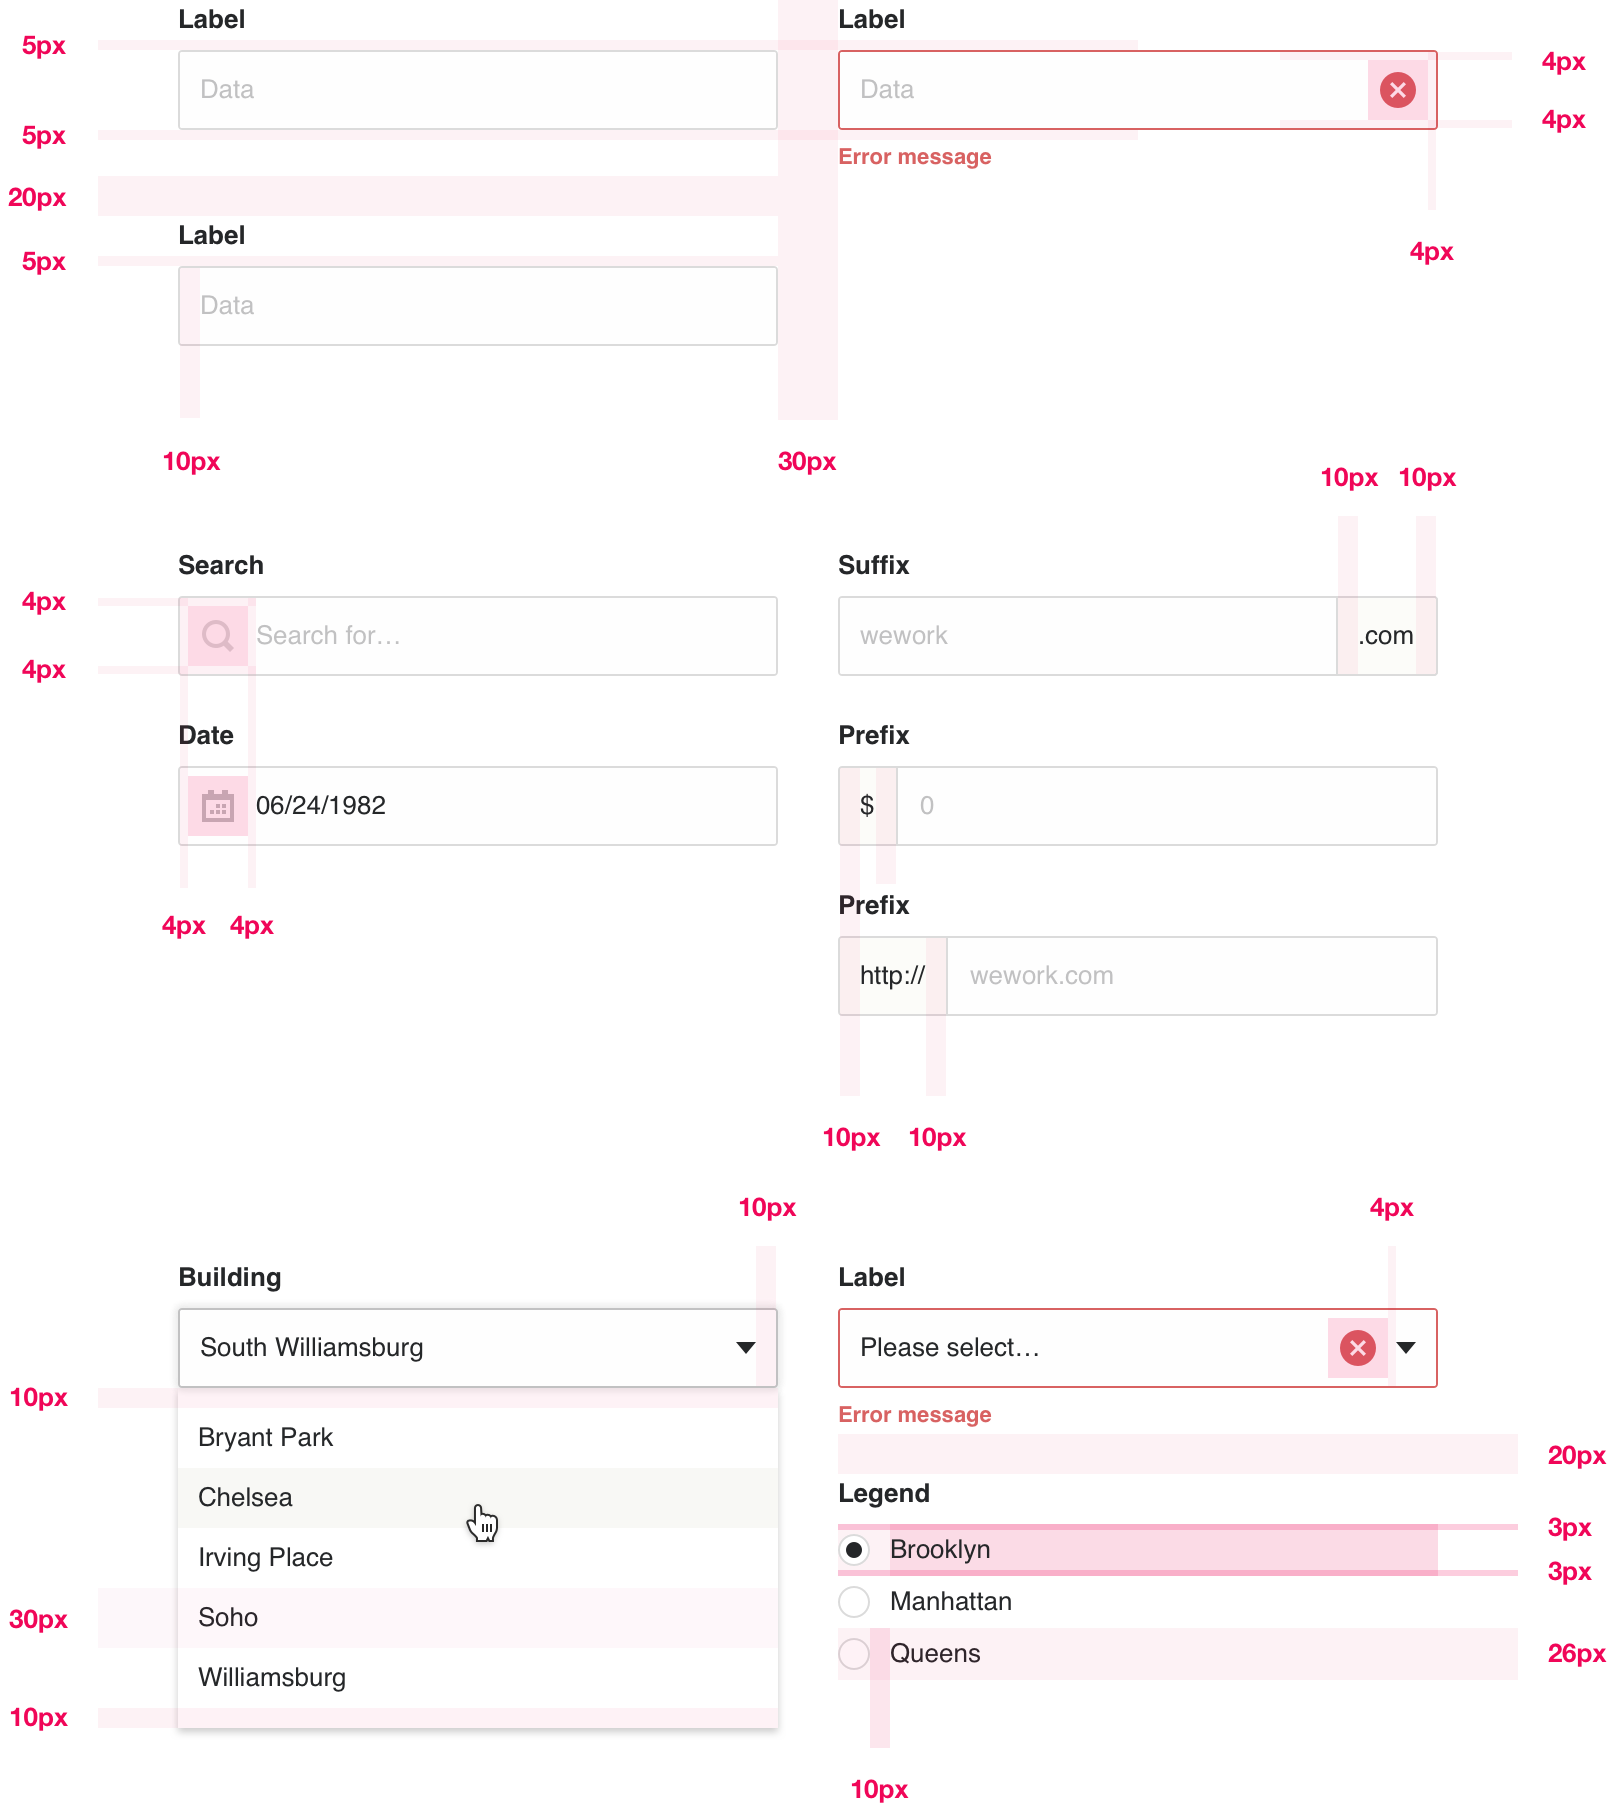 Label
Label
5px
Data
Data
4px
5px
4px
Error message
20px
Label
5px
4px
Data
10px
30px
10px 10px
Search
Suffix
4px
Search for…
wework
.com
4px
Date
Prefix
06/24/1982
$
0
4px 4px
Prefix
http://
wework.com
10px 10px
10px
4px
Building
Label
South Williamsburg
Please select…
10px
Error message
Bryant Park
20px
Chelsea
Legend
3px
Irving Place
Brooklyn
3px
Soho
Manhattan
30px
Williamsburg
Queens
26px
10px
10px